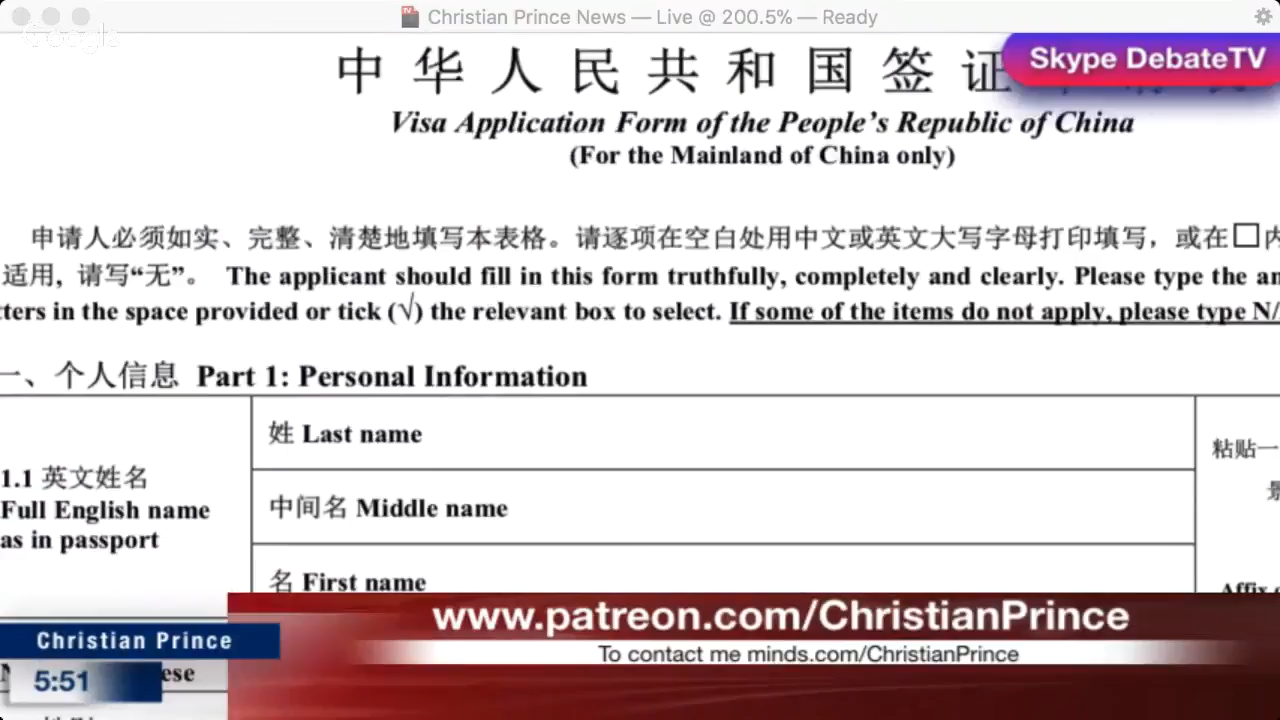 Christian Prince News — Live @ 200.5% — Ready
Google
Skype DebateTV
中华人民共和国签证
Visa Application Form of the People's Republic of China
(For the Mainland of China only)
申请人必须如实、完整、清楚地填写本表格。请逐项在空白处用中文或英文大写字母打印填写，或在□内
适用, 请写“无”。 The applicant should fill in this form truthfully, completely and clearly. Please type the an
tters in the space provided or tick (√) the relevant box to select. If some of the items do not apply, please type N/
一、个人信息 Part 1: Personal Information
1.1 英文姓名
Full English name
as in passport
姓 Last name
中间名 Middle name
名 First name
粘贴一
Affix
www.patreon.com/ChristianPrince
To contact me minds.com/ChristianPrince
Christian Prince
5:51
ese